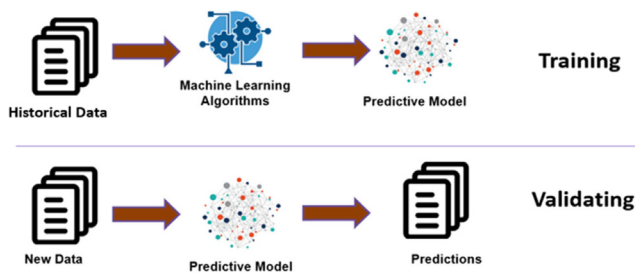 Historical Data
Machine Learning
Algorithms
Predictive Model
Training
New Data
Predictive Model
Predictions
Validating